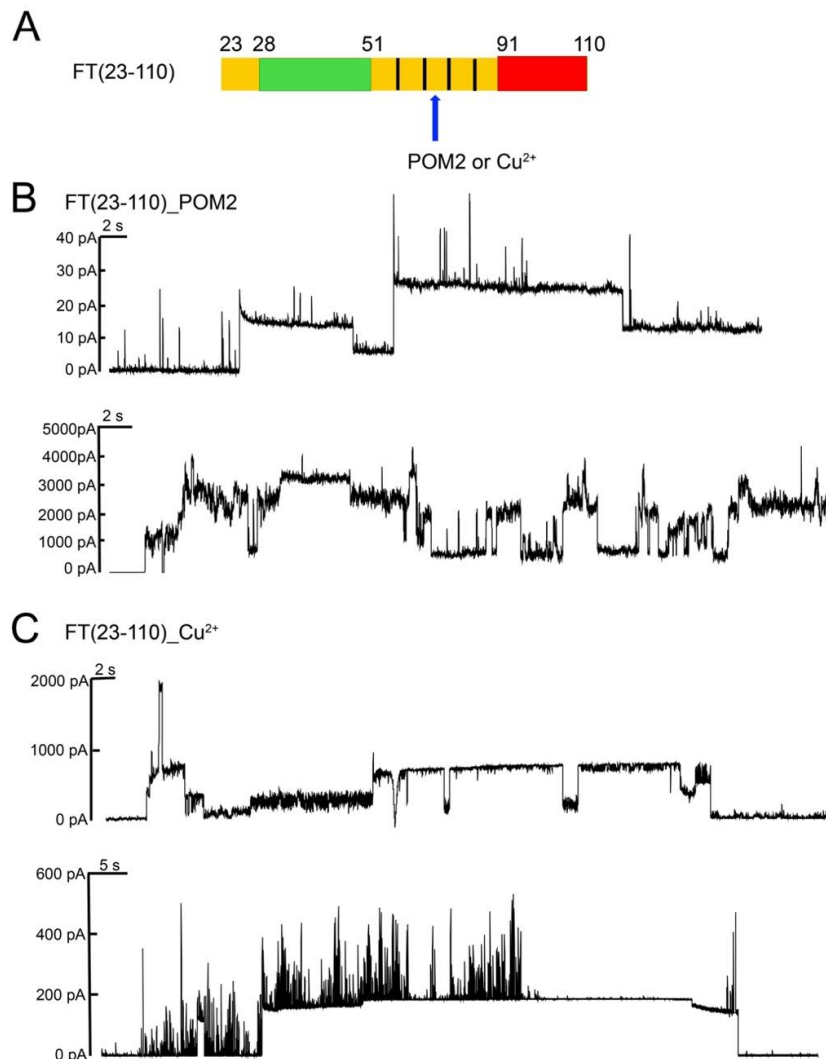 A
23 28 51 91 110
FT(23-110)
POM2 or Cu²⁺
B
FT(23-110)_POM2
2 s
40 pA
30 pA
20 pA
10 pA
0 pA
2 s
5000pA
4000 pA
3000 pA
2000 pA
1000 pA
0 pA
C
FT(23-110)_Cu²⁺
2 s
2000 pA
1000 pA
0 pA
5 s
600 pA
400 pA
200 pA
0 pA